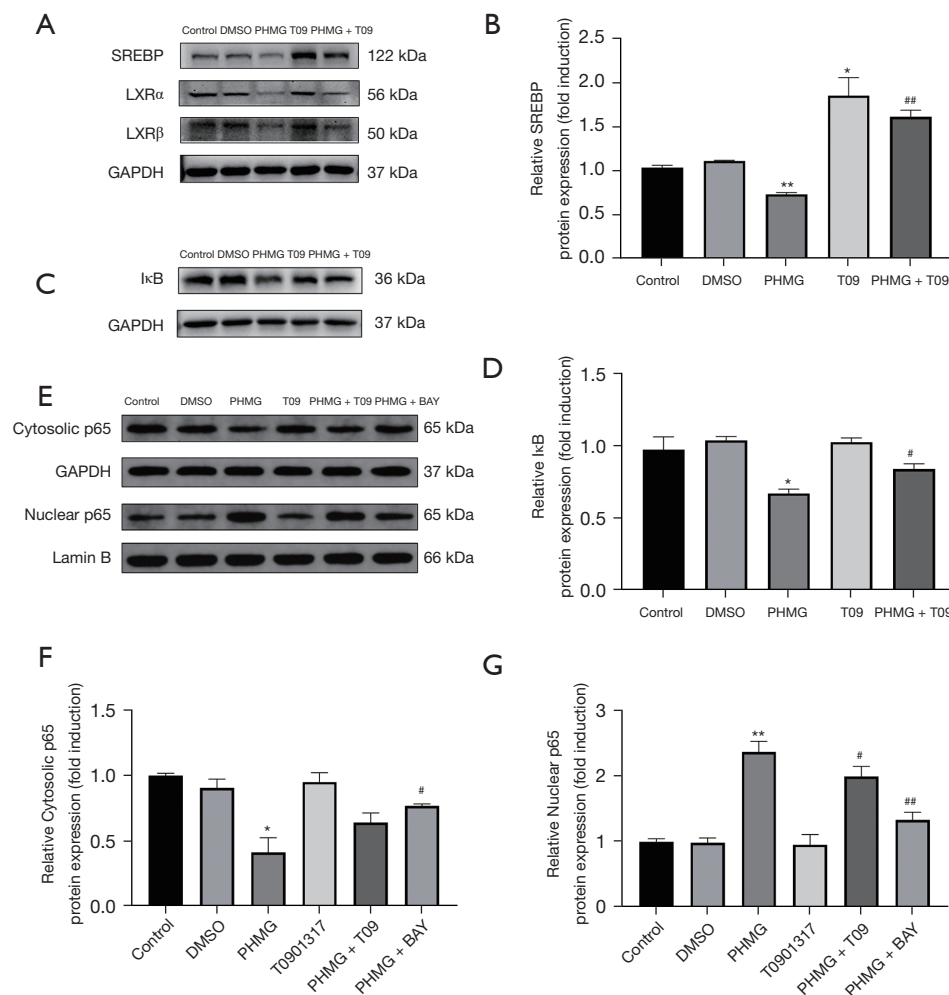 A
Control DMSO PHMG T09 PHMG + T09
SREBP 122 kDa
LXRα 56 kDa
LXRβ 50 kDa
GAPDH 37 kDa
B
Relative SREBP
protein expression (fold induction)
2.5
2.0
1.5
1.0
0.5
0.0
*
##
**
Control DMSO PHMG T09 PHMG + T09
C
Control DMSO PHMG T09 PHMG + T09
IκB 36 kDa
GAPDH 37 kDa
D
Relative IκB
protein expression (fold induction)
1.5
1.0
0.5
0.0
*
#
Control DMSO PHMG T09 PHMG + T09
E
Control DMSO PHMG T09 PHMG + T09 PHMG + BAY
Cytosolic p65 65 kDa
GAPDH 37 kDa
Nuclear p65 65 kDa
Lamin B 66 kDa
F
Relative Cytosolic p65
protein expression (fold induction)
1.5
1.0
0.5
0.0
*
#
Control DMSO PHMG T0901317 PHMG + T09 PHMG + BAY
G
Relative Nuclear p65
protein expression (fold induction)
3
2
1
0
**
#
##
Control DMSO PHMG T0901317 PHMG + T09 PHMG + BAY